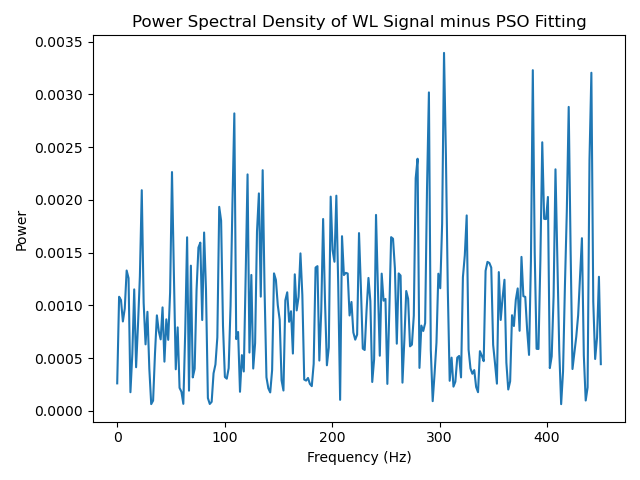 Power Spectral Density of WL Signal minus PSO Fitting
0.0035
0.0030
0.0025
0.0020
0.0015
0.0010
0.0005
0.0000
Power
0 100 200 300 400
Frequency (Hz)